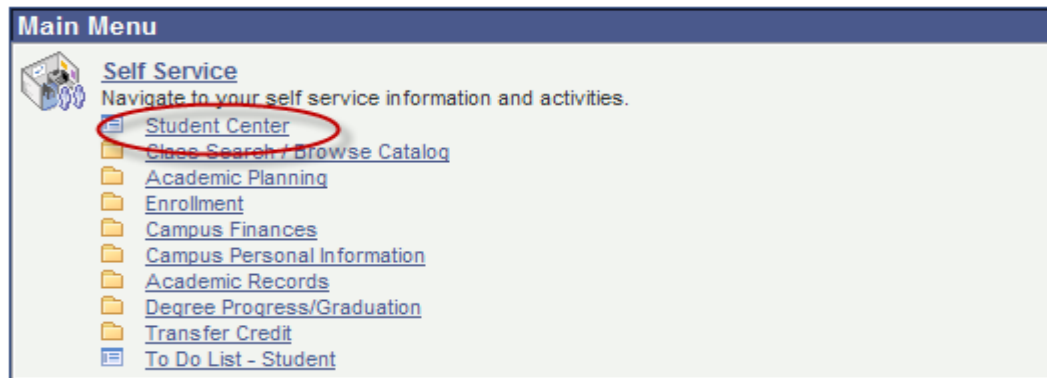 Main Menu
Self Service
Navigate to your self service information and activities.
Student Center
Class Search / Browse Catalog
Academic Planning
Enrollment
Campus Finances
Campus Personal Information
Academic Records
Degree Progress/Graduation
Transfer Credit
To Do List - Student